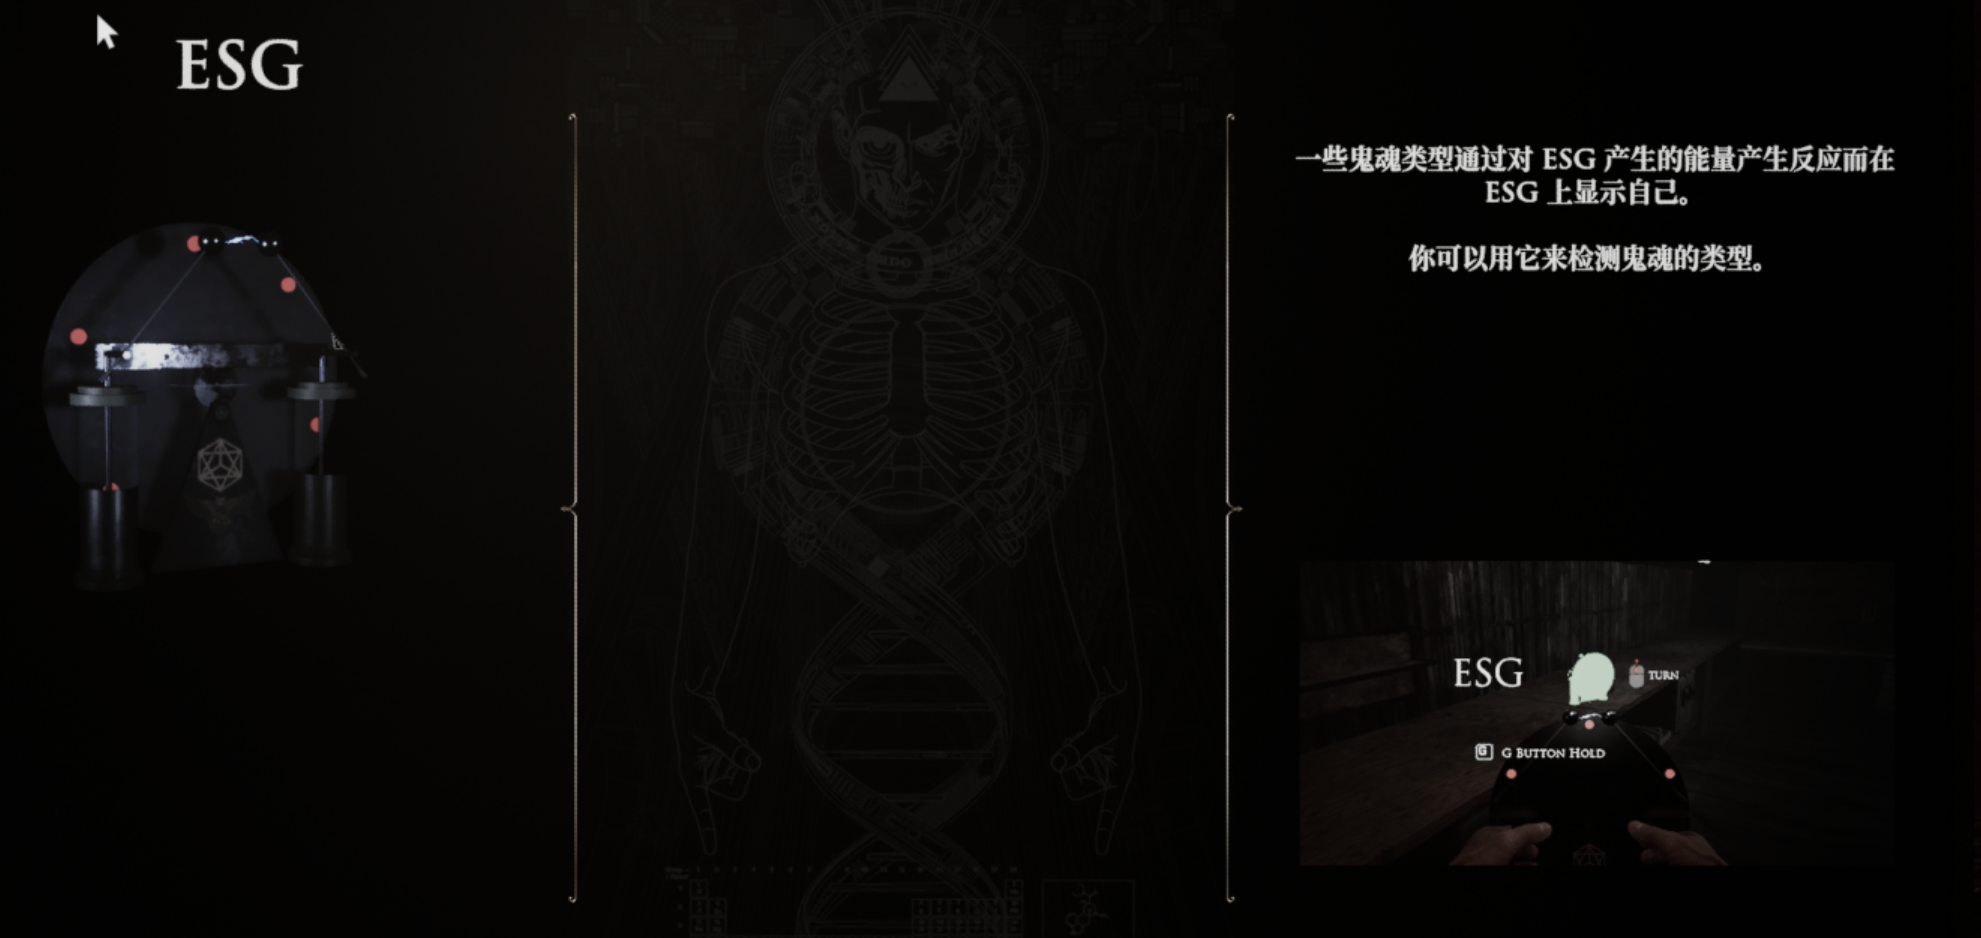 ESG
一些鬼魂类型通过对 ESG 产生的能量产生反应而在
ESG 上显示自己。
你可以用它来检测鬼魂的类型。
ESG
TURN
G G BUTTON HOLD